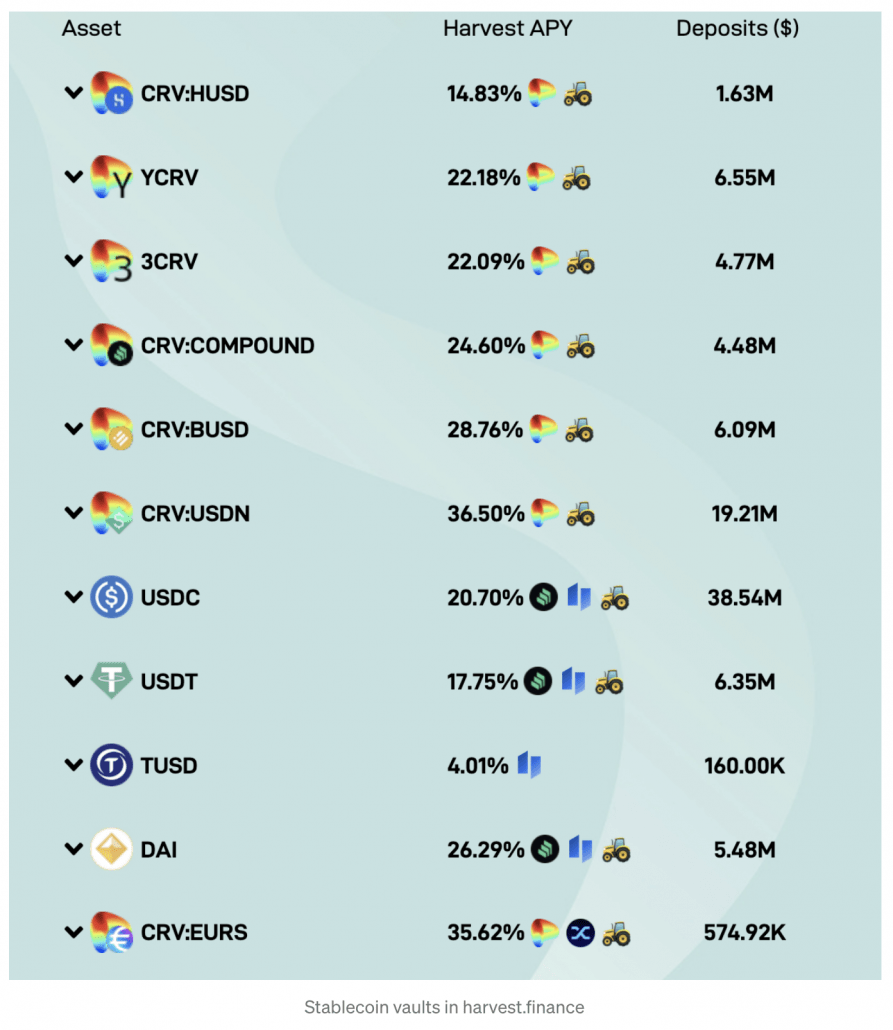 Asset Harvest APY Deposits ($)
CRV:HUSD 14.83% 1.63M
YCRV 22.18% 6.55M
3CRV 22.09% 4.77M
CRV:COMPOUND 24.60% 4.48M
CRV:BUSD 28.76% 6.09M
CRV:USDN 36.50% 19.21M
USDC 20.70% 38.54M
USDT 17.75% 6.35M
TUSD 4.01% 160.00K
DAI 26.29% 5.48M
CRV:EURS 35.62% 574.92K
Stablecoin vaults in harvest.finance